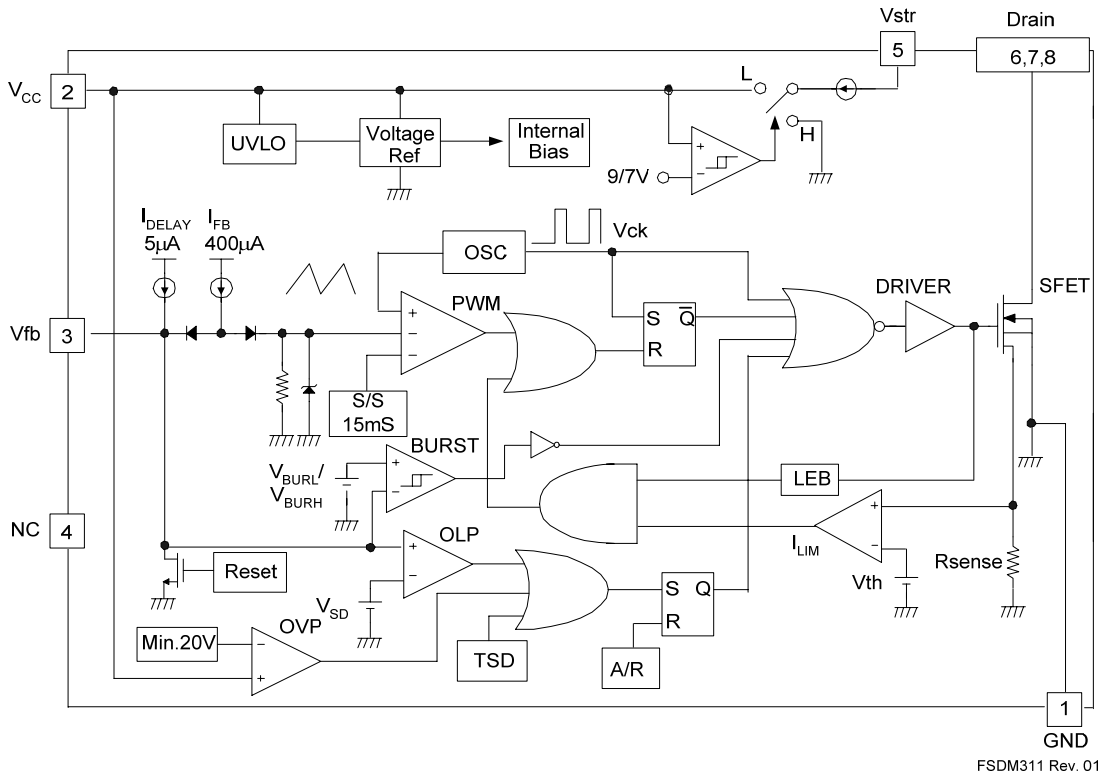 Vstr
Drain
5
6,7,8
VCC
2
L
H
UVLO
Voltage
Ref
Internal
Bias
+
−
9/7V
IDELAY
5μA
IFB
400μA
OSC
Vck
PWM
+
−
−
S
Q̅
R
DRIVER
SFET
Vfb
3
S/S
15mS
BURST
+
−
VBURL/
VBURH
LEB
NC
4
OLP
+
−
ILIM
+
−
Rsense
Vth
Reset
VSD
S
Q
R
OVP
Min.20V
−
+
TSD
A/R
1
GND
FSDM311 Rev. 01